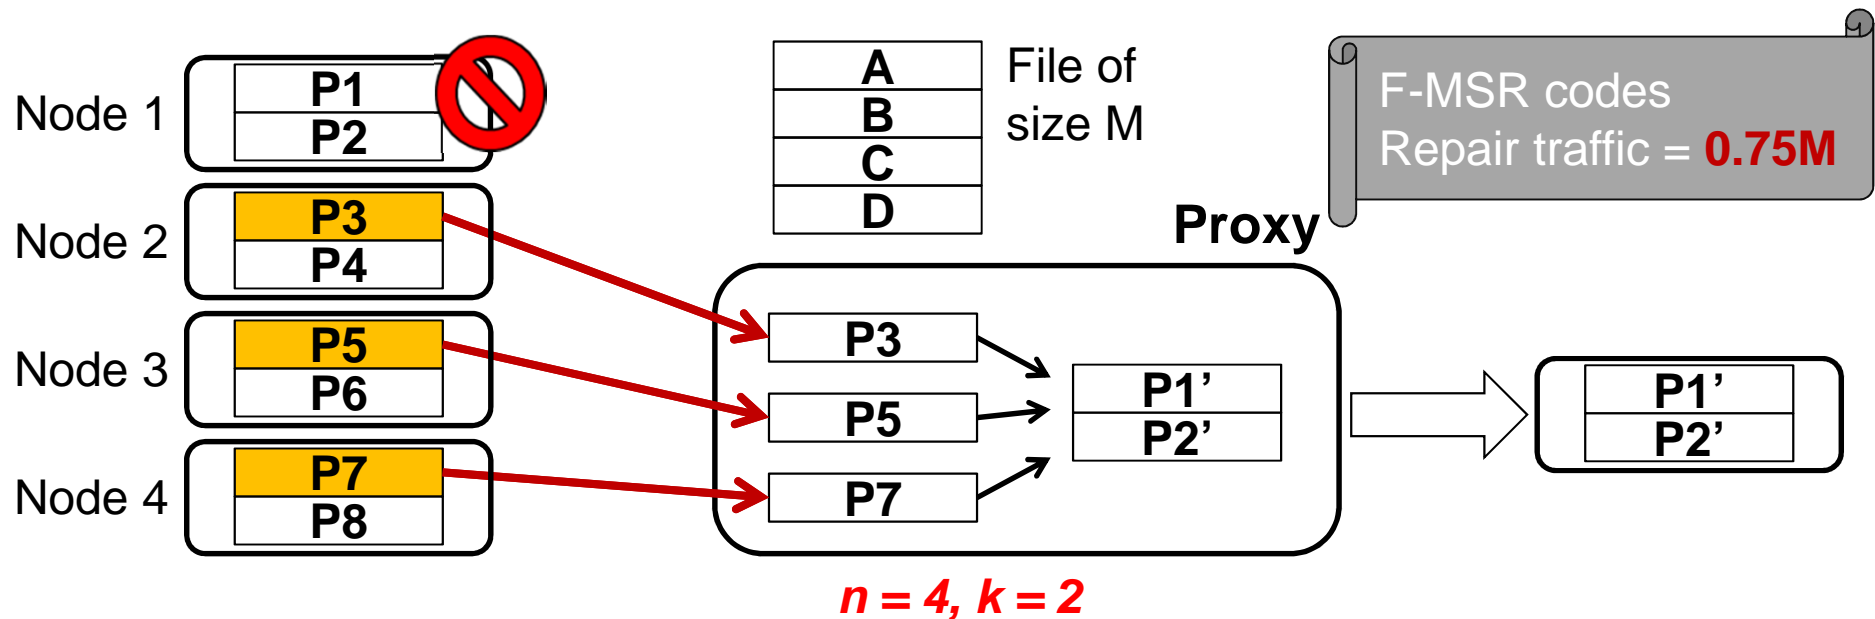 Node 1
P1
P2
Node 2
P3
P4
Node 3
P5
P6
Node 4
P7
P8
A
B
C
D
File of
size M
F-MSR codes
Repair traffic = 0.75M
Proxy
P3
P5
P7
P1’
P2’
P1’
P2’
n = 4, k = 2